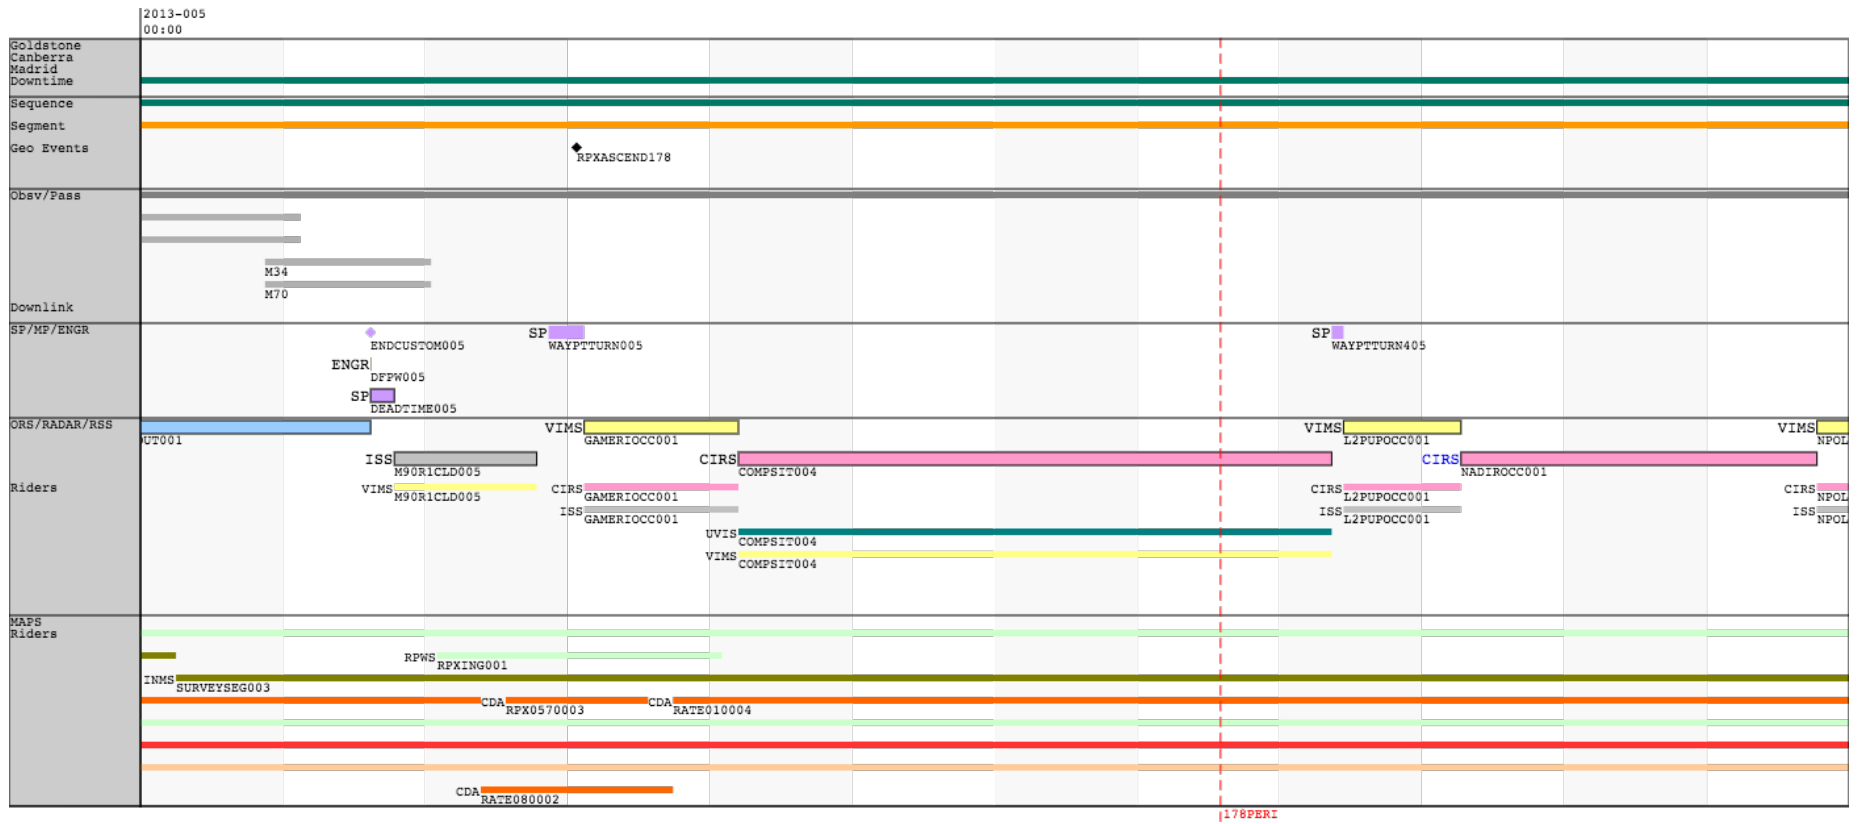 2013-005
00:00
Goldstone
Canberra
Madrid
Downtime
Sequence
Segment
Geo Events
RPXASCEND178
Obsv/Pass
M34
M70
Downlink
SP/MP/ENGR
SP
SP
ENDCUSTOM005
WAYPTTURN005
WAYPTTURN405
ENGR
DFPW005
SP
DEADTIME005
ORS/RADAR/RSS
VIMS
VIMS
VIMS
UT001
GAMERIOCC001
L2PUPOCC001
NPOL
ISS
CIRS
CIRS
M90R1CLD005
COMPSIT004
NADIROCC001
Riders
VIMS
CIRS
CIRS
CIRS
M90R1CLD005
GAMERIOCC001
L2PUPOCC001
NPOL
ISS
ISS
ISS
GAMERIOCC001
L2PUPOCC001
NPOL
UVIS
COMPSIT004
VIMS
COMPSIT004
MAPS
Riders
RPWS
RPXING001
INMS
SURVEYSEG003
CDA
CDA
RPX0570003
RATE010004
CDA
RATE080002
178PERI